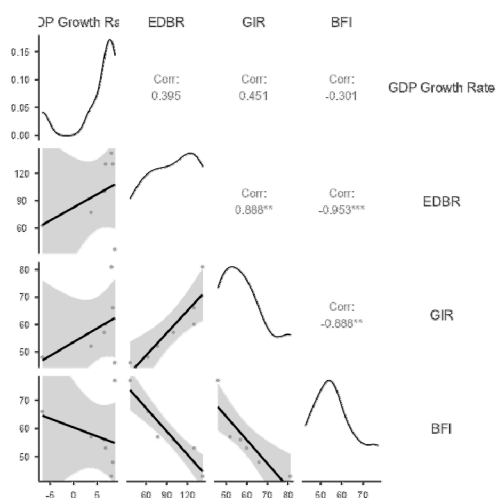 DP Growth Ra EDBR GIR BFI
0.15
0.10
0.05
0.00
Corr:
0.395
Corr:
0.451
Corr:
-0.301
GDP Growth Rate
120
90
60
Corr:
0.888**
Corr:
-0.953***
EDBR
80
70
60
50
Corr:
-0.888**
GIR
70
60
50
BFI
-5 0 5 60 90 120 50 60 70 80 50 60 70